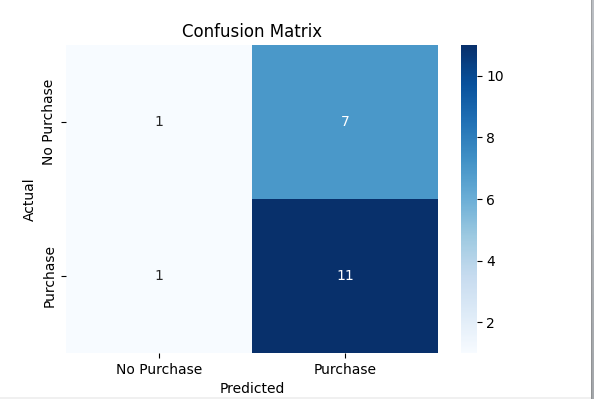 Confusion Matrix
No Purchase
Purchase
Actual
1
7
1
11
No Purchase
Purchase
Predicted
10
8
6
4
2